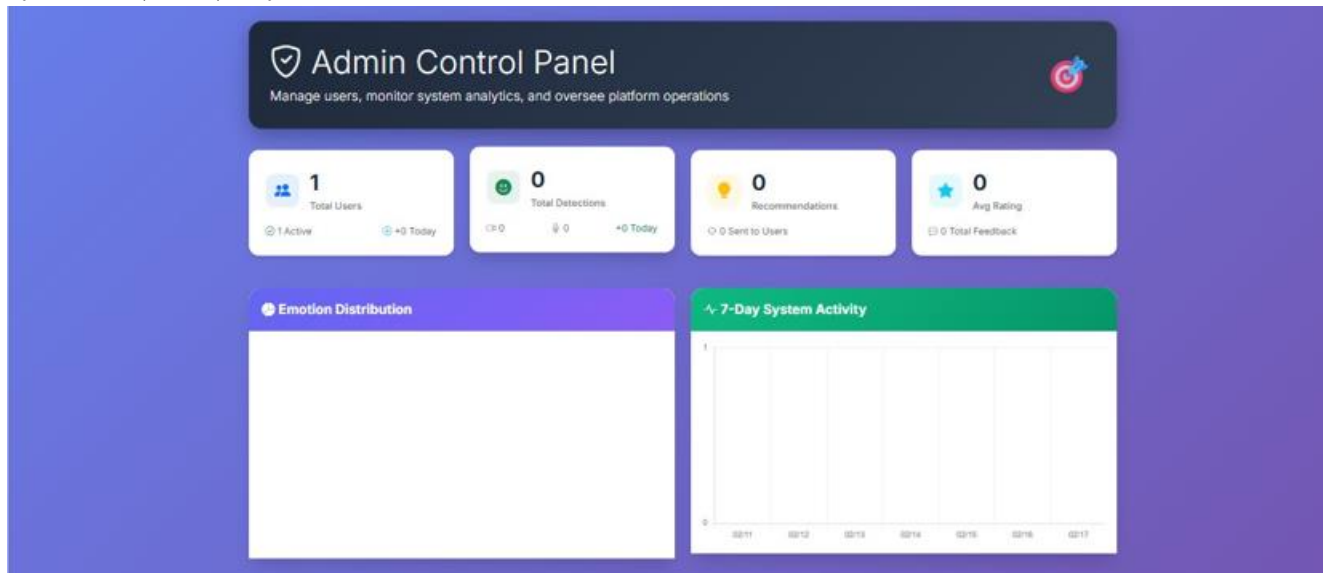 Admin Control Panel
Manage users, monitor system analytics, and oversee platform operations
1
Total Users
1 Active
+0 Today
0
Total Detections
0
0
+0 Today
0
Recommendations
0 Sent to Users
0
Avg Rating
0 Total Feedback
Emotion Distribution
7-Day System Activity
1
0
02/11 02/12 02/13 02/14 02/15 02/16 02/17